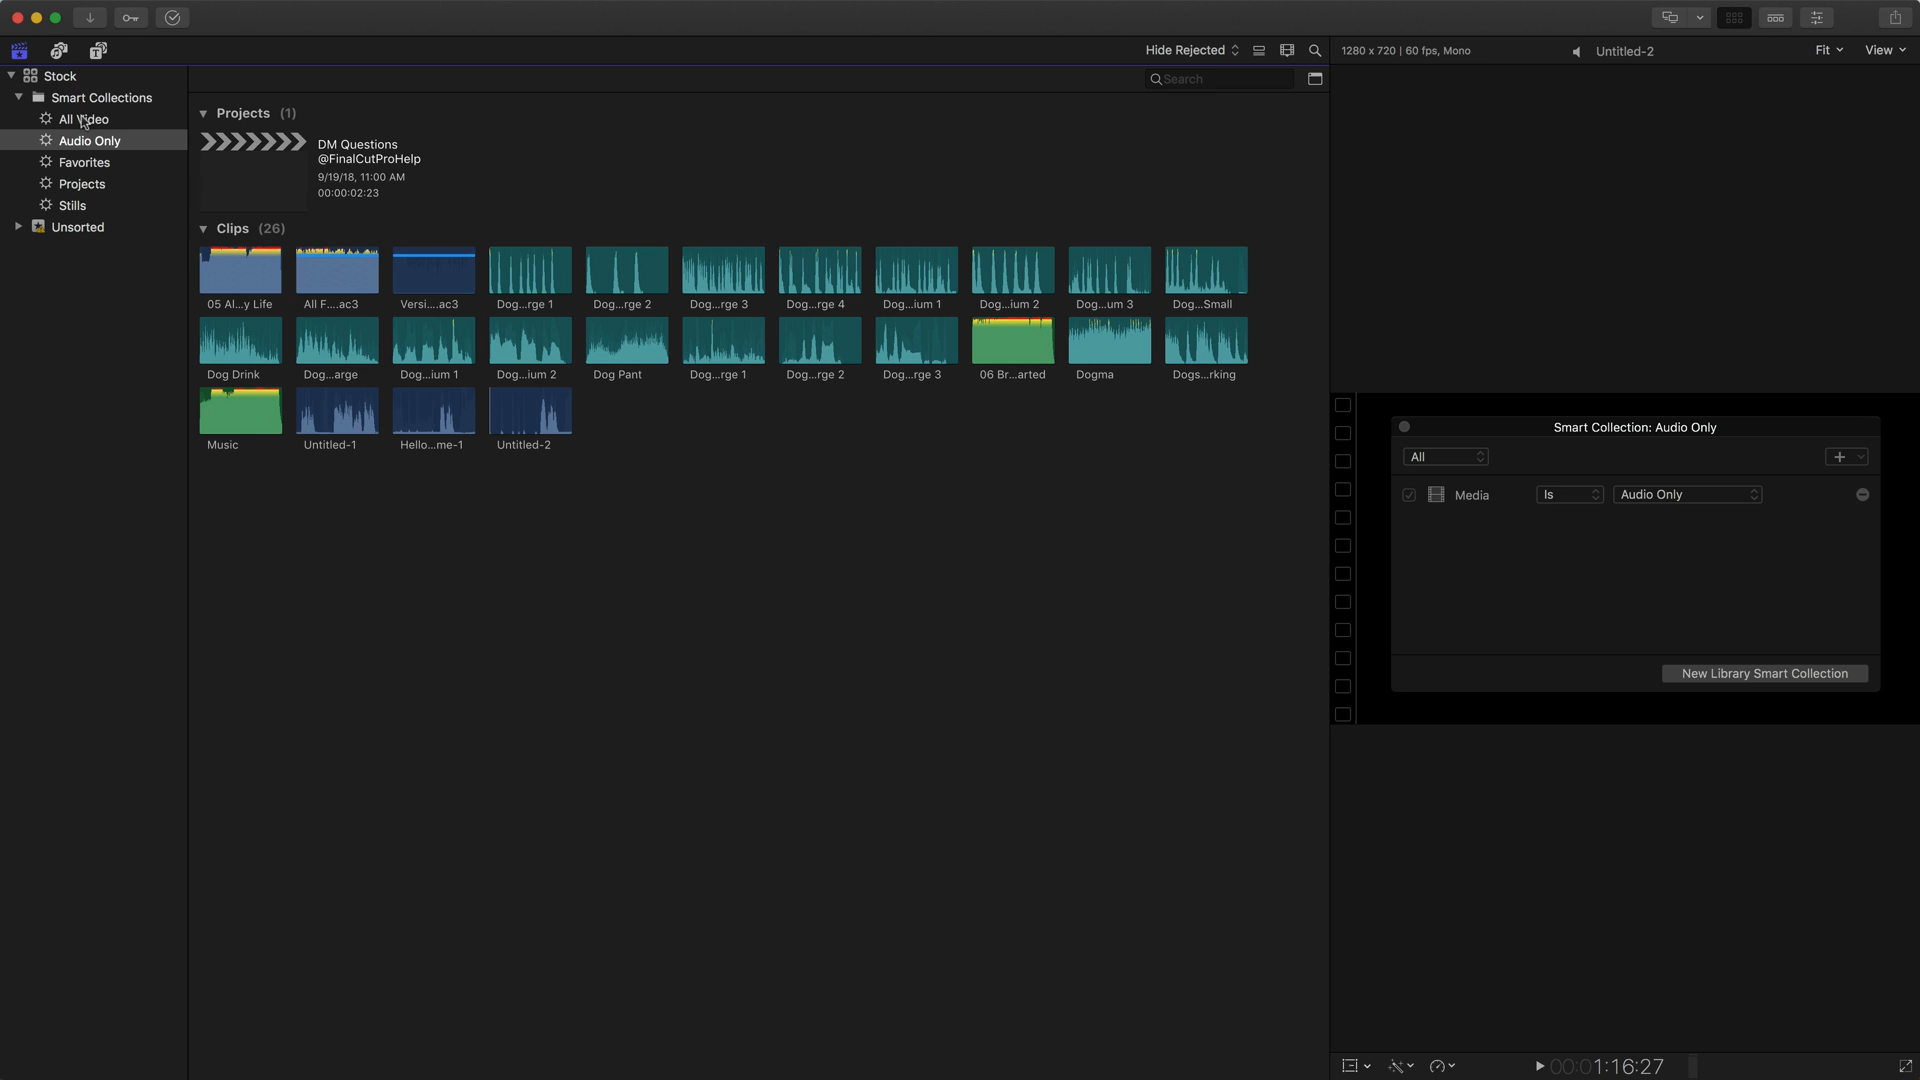 Hide Rejected
1280 x 720 | 60 fps, Mono
Untitled-2
Fit
View
Stock
Smart Collections
All Video
Audio Only
Favorites
Projects
Stills
Unsorted
Search
Projects (1)
DM Questions
@FinalCutProHelp
9/19/18, 11:00 AM
00:00:02:23
Clips (26)
05 Al...y Life
All F....ac3
Versi....ac3
Dog...rge 1
Dog...rge 2
Dog...rge 3
Dog...rge 4
Dog...ium 1
Dog...ium 2
Dog...um 3
Dog...Small
Dog Drink
Dog...arge
Dog...ium 1
Dog...ium 2
Dog Pant
Dog...rge 1
Dog...rge 2
Dog...rge 3
06 Br...arted
Dogma
Dogs...rking
Music
Untitled-1
Hello...me-1
Untitled-2
Smart Collection: Audio Only
All
Media
Is
Audio Only
New Library Smart Collection
00:01:16:27